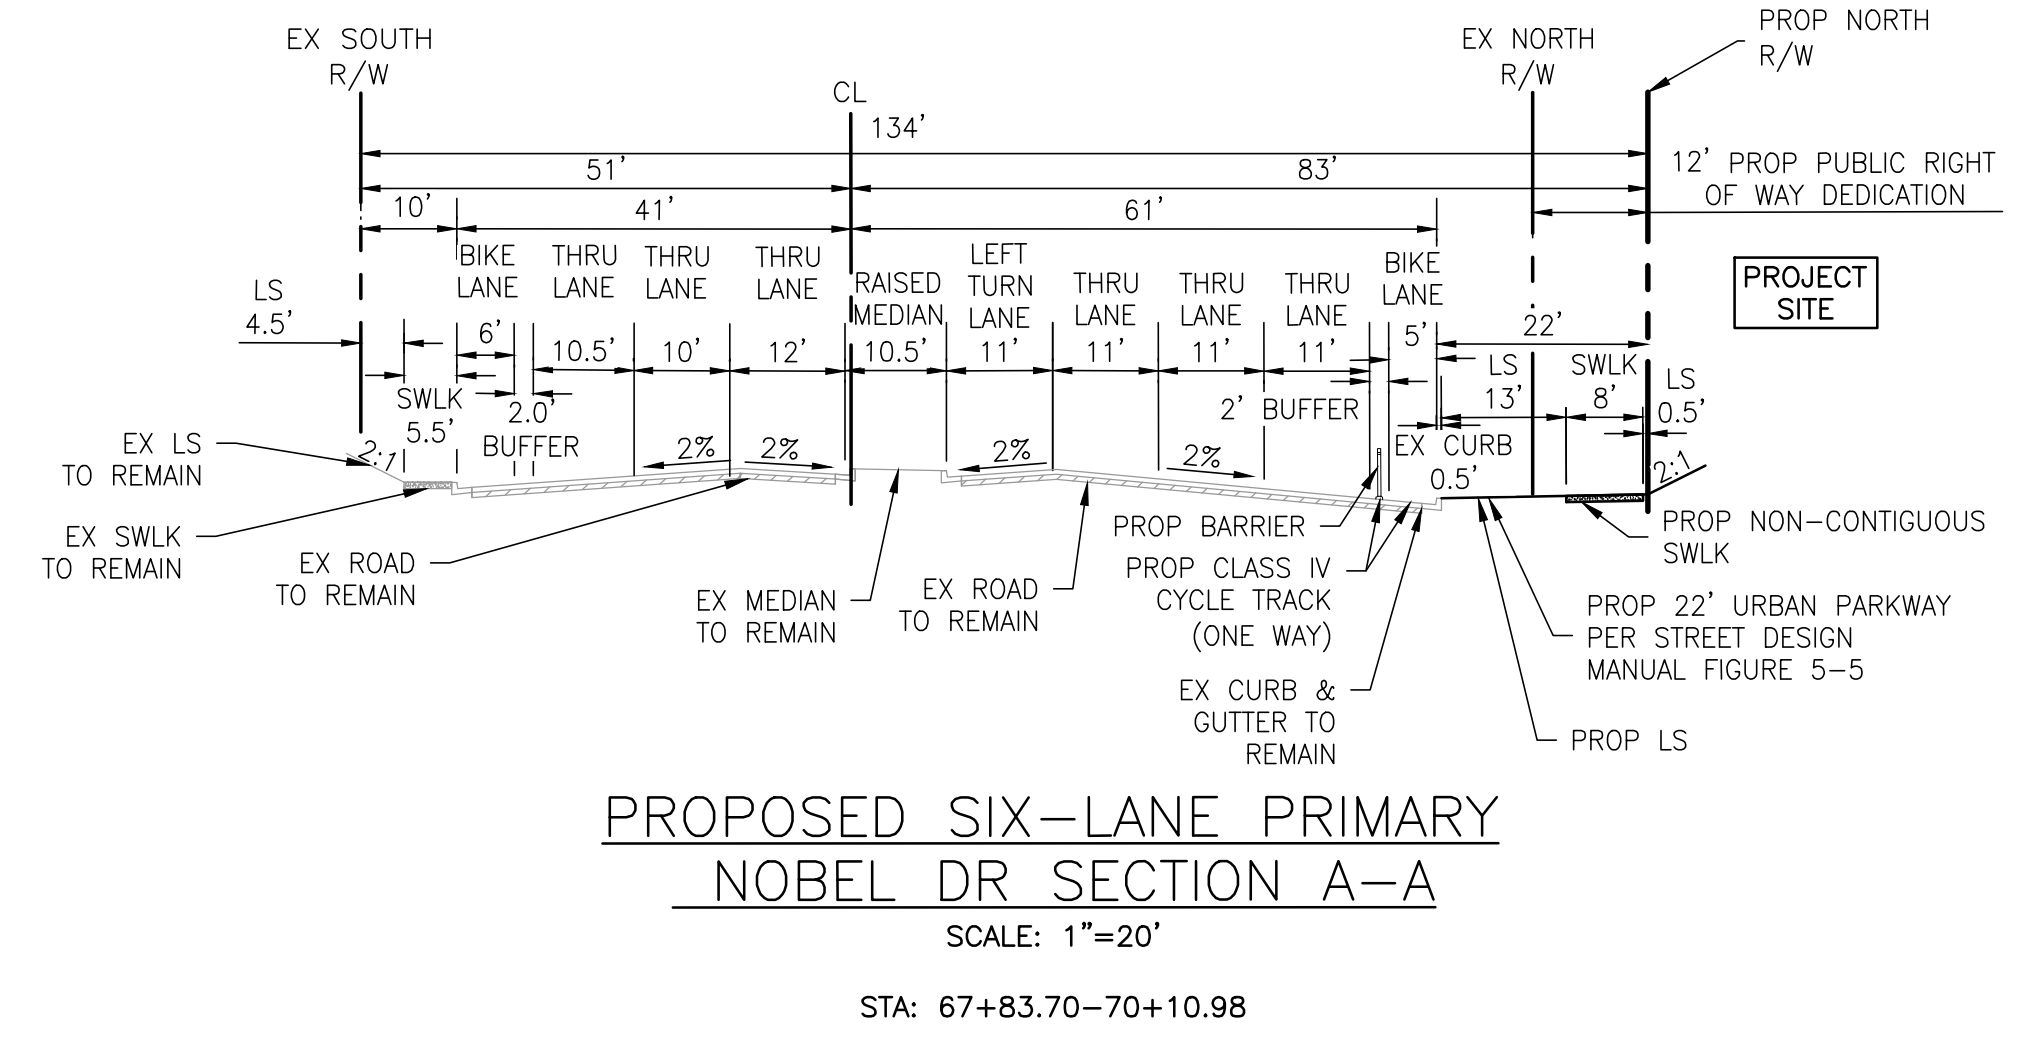 EX SOUTH
R/W
CL
EX NORTH
R/W
PROP NORTH
R/W
134'
51'
83'
12' PROP PUBLIC RIGHT
OF WAY DEDICATION
10'
41'
61'
BIKE
LANE
6'
THRU
LANE
10.5'
THRU
LANE
10'
THRU
LANE
12'
RAISED
MEDIAN
10.5'
LEFT
TURN
LANE
11'
THRU
LANE
11'
THRU
LANE
11'
THRU
LANE
11'
BIKE
LANE
5'
PROJECT
SITE
LS
4.5'
22'
SWLK
5.5'
2.0'
BUFFER
2' BUFFER
LS
13'
SWLK
8'
LS
0.5'
EX CURB
0.5'
2:1
2%
2%
2%
2%
2:1
EX LS
TO REMAIN
EX SWLK
TO REMAIN
EX ROAD
TO REMAIN
EX MEDIAN
TO REMAIN
EX ROAD
TO REMAIN
PROP BARRIER
PROP CLASS IV
CYCLE TRACK
(ONE WAY)
EX CURB &
GUTTER TO
REMAIN
PROP NON-CONTIGUOUS
SWLK
PROP 22' URBAN PARKWAY
PER STREET DESIGN
MANUAL FIGURE 5-5
PROP LS
PROPOSED SIX-LANE PRIMARY
NOBEL DR SECTION A-A
SCALE: 1"=20'
STA: 67+83.70-70+10.98